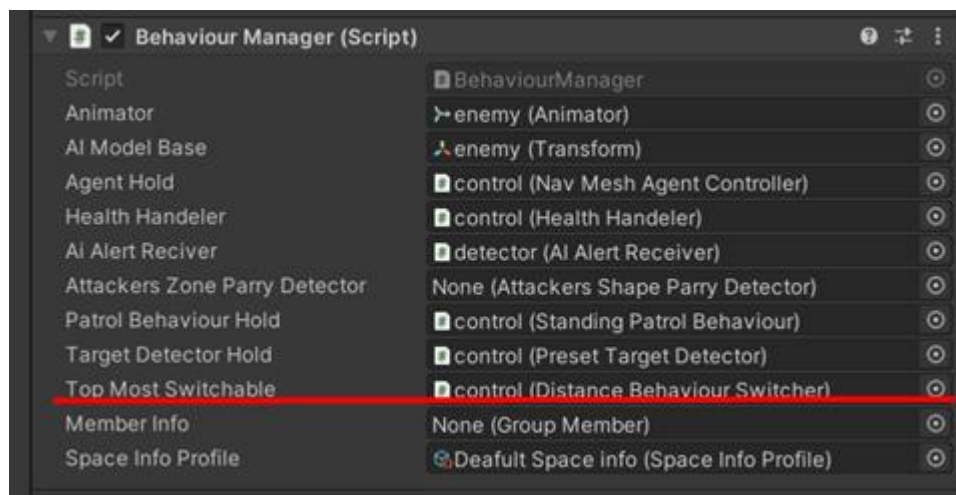 Behaviour Manager (Script)
Script BehaviourManager
Animator enemy (Animator)
AI Model Base enemy (Transform)
Agent Hold control (Nav Mesh Agent Controller)
Health Handeler control (Health Handeler)
Ai Alert Reciver detector (AI Alert Receiver)
Attackers Zone Parry Detector None (Attackers Shape Parry Detector)
Patrol Behaviour Hold control (Standing Patrol Behaviour)
Target Detector Hold control (Preset Target Detector)
Top Most Switchable control (Distance Behaviour Switcher)
Member Info None (Group Member)
Space Info Profile Deafult Space info (Space Info Profile)